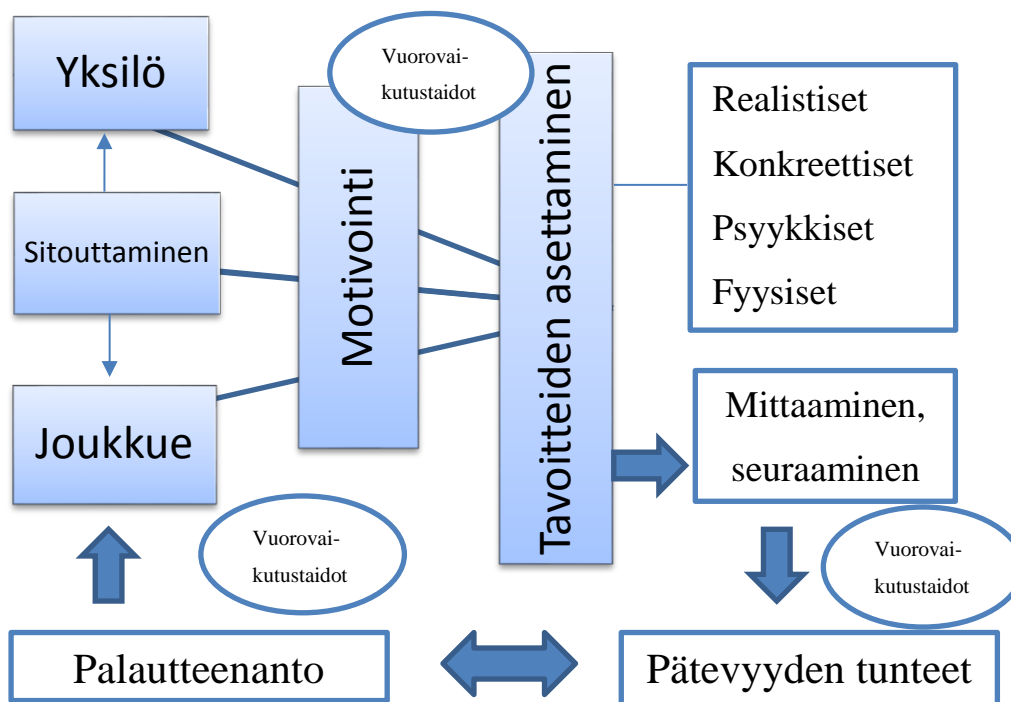 Yksilö
Vuorovai-
kutustaidot
Sitouttaminen
Joukkue
Motivointi
Tavoitteiden asettaminen
Realistiset
Konkreettiset
Psyykkiset
Fyysiset
Mittaaminen,
seuraaminen
Vuorovai-
kutustaidot
Vuorovai-
kutustaidot
Palautteenanto
Pätevyyden tunteet